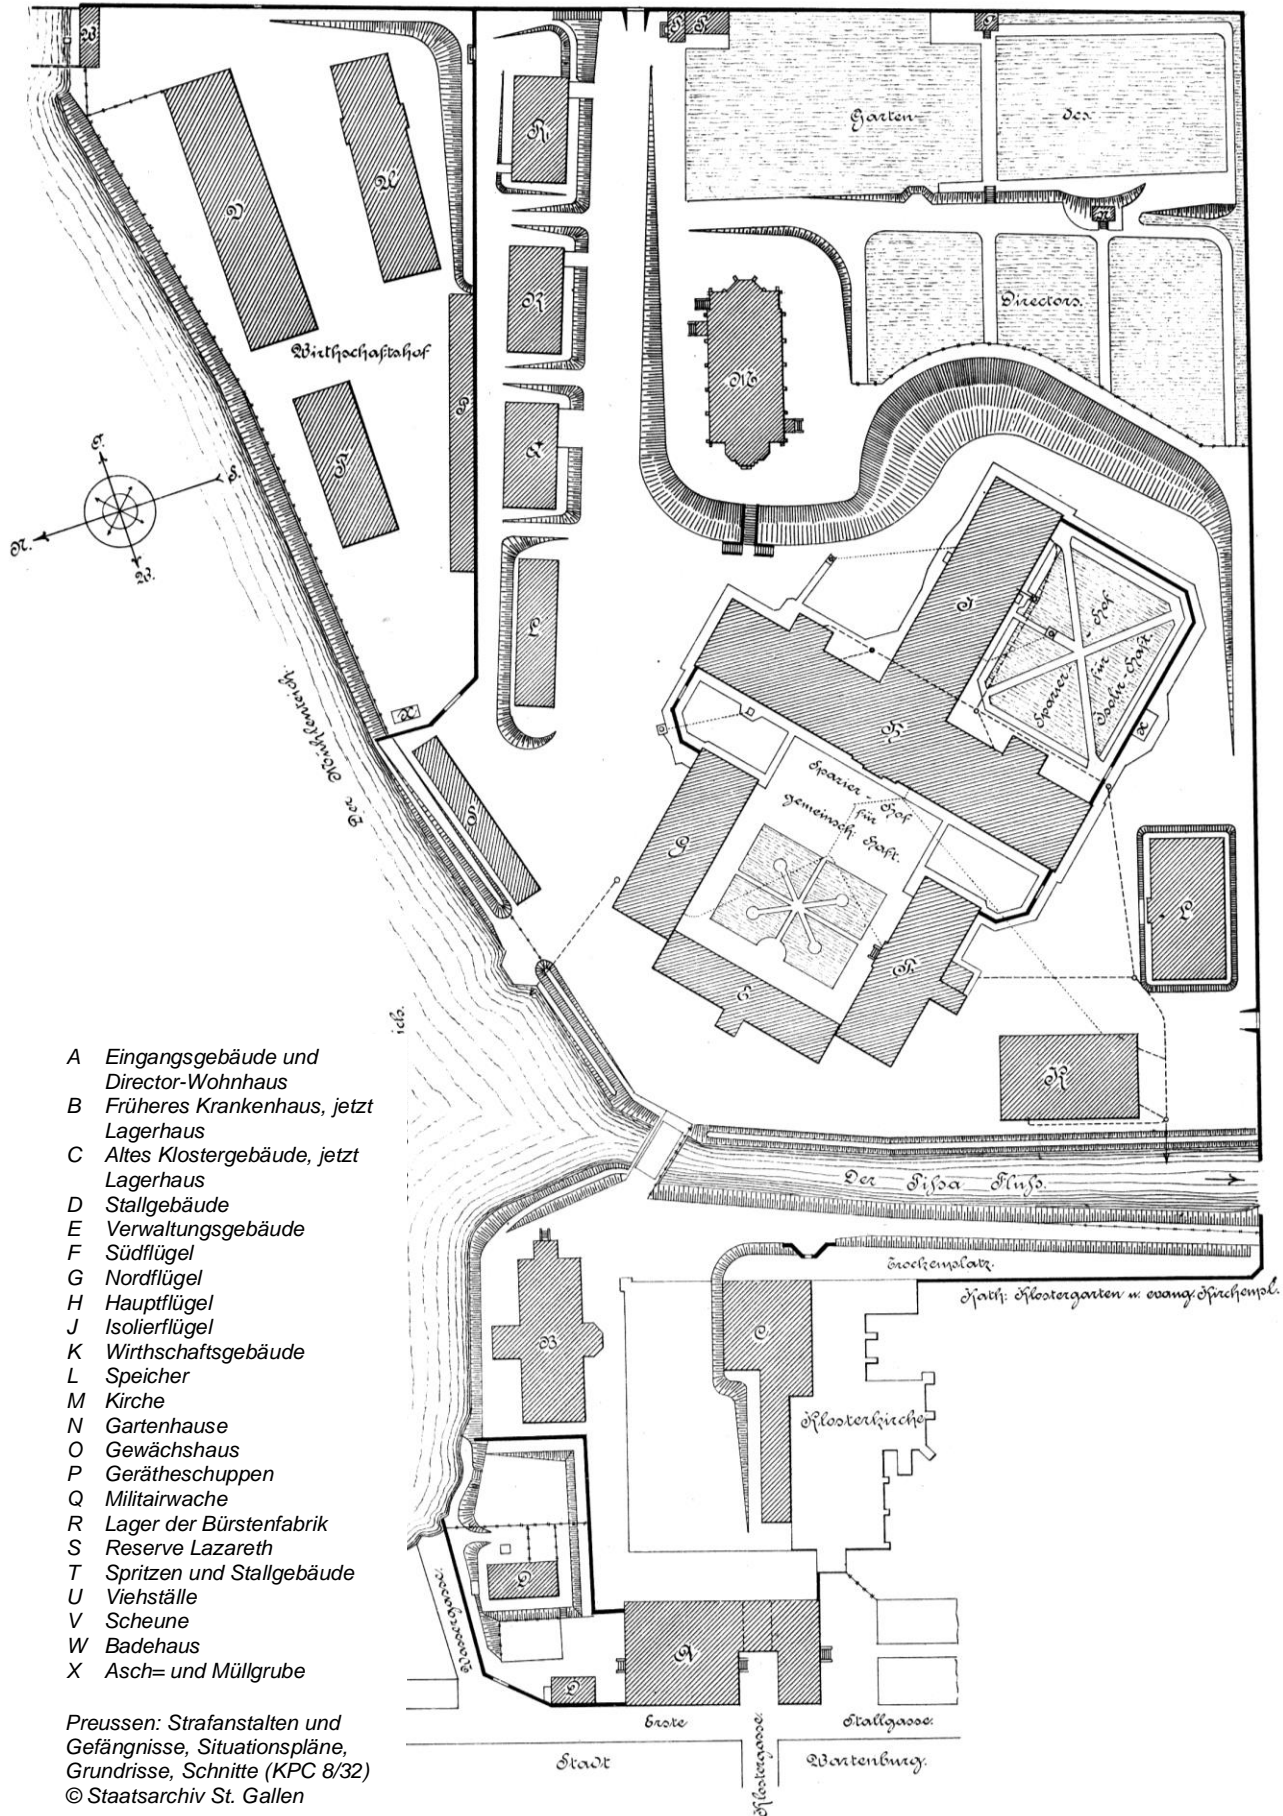 Garten
des
Directors.
Wirthschaftshof
M
H
J
G
E
F
K
L
L
P
T
U
V
R
X
X
S.
N.
O.
W.
Spazier-Hof
für
Isolir-Haft.
Spazier-Hof
für
gemeinsch. Haft.
Der Mühlenteich.
Der Fluss.
Trockenplatz.
Kath: Klostergarten u. evang. Kirchenpl.
B
C
Klosterkirche
Wassergasse.
A
Erste
Stallgasse.
Klostergasse.
Stadt
Wartenburg.
A Eingangsgebäude und
Director-Wohnhaus
B Früheres Krankenhaus, jetzt
Lagerhaus
C Altes Klostergebäude, jetzt
Lagerhaus
D Stallgebäude
E Verwaltungsgebäude
F Südflügel
G Nordflügel
H Hauptflügel
J Isolierflügel
K Wirthschaftsgebäude
L Speicher
M Kirche
N Gartenhause
O Gewächshaus
P Gerätheschuppen
Q Militairwache
R Lager der Bürstenfabrik
S Reserve Lazareth
T Spritzen und Stallgebäude
U Viehställe
V Scheune
W Badehaus
X Asch= und Müllgrube
Preussen: Strafanstalten und
Gefängnisse, Situationspläne,
Grundrisse, Schnitte (KPC 8/32)
© Staatsarchiv St. Gallen